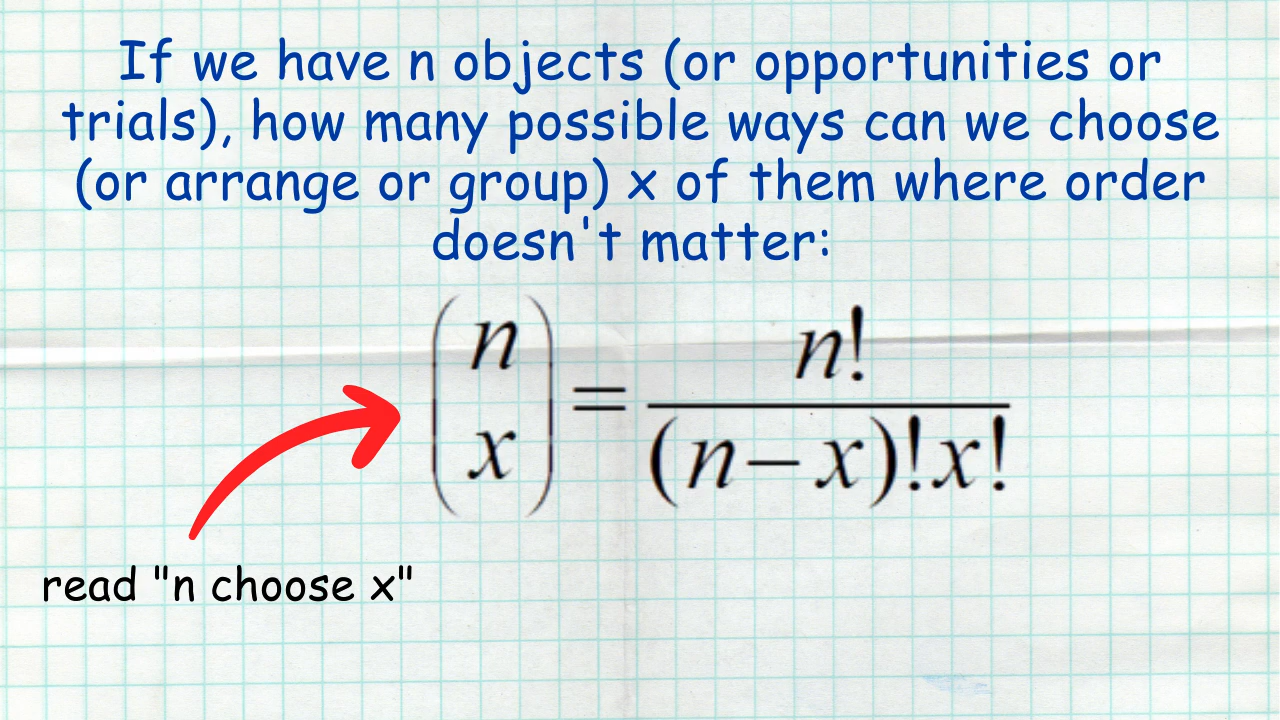 If we have n objects (or opportunities or
trials), how many possible ways can we choose
(or arrange or group) x of them where order
doesn't matter:
(n x) = n! / (n−x)!x!
read "n choose x"